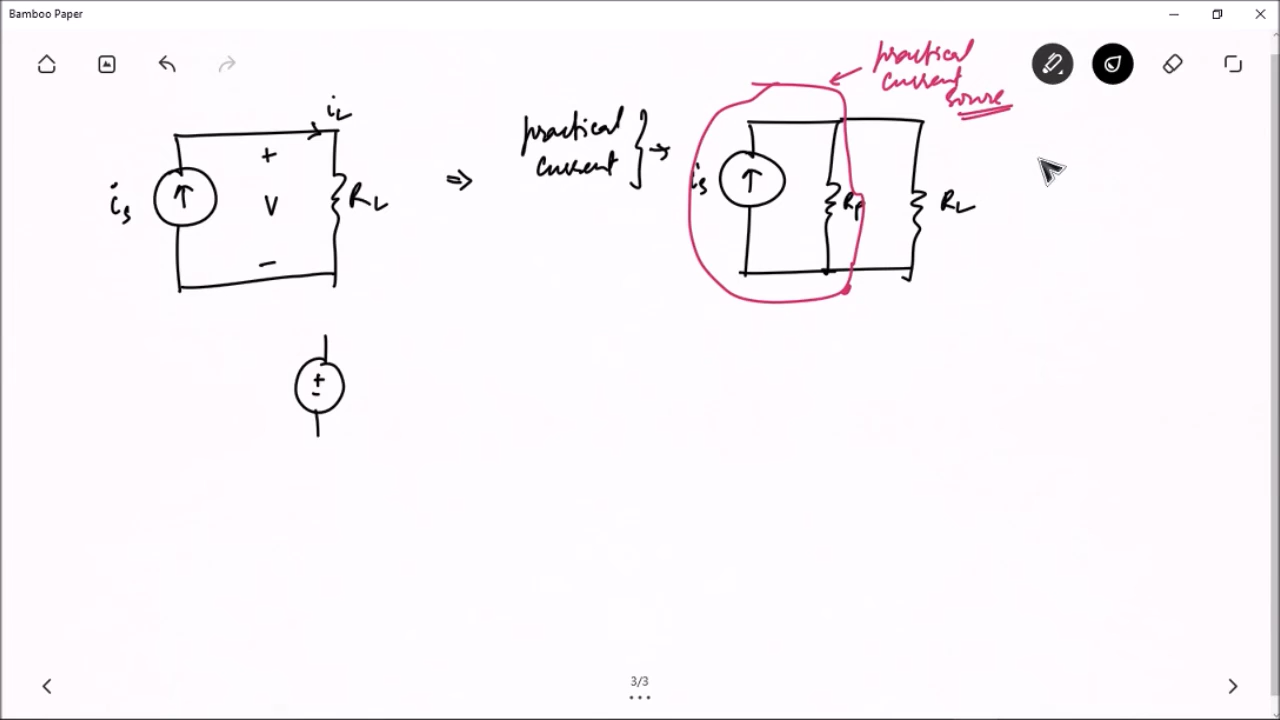 Bamboo Paper
practical
current
source
iL
+
is
V
RL
-
⇒
practical
current
} →
is
Rp
RL
+
-
3/3